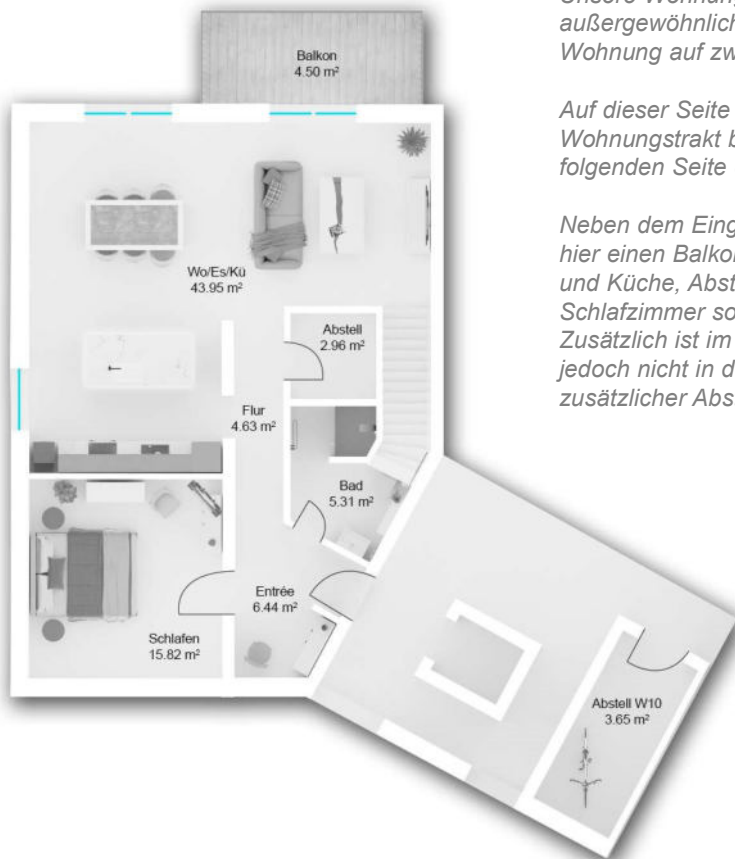 Balkon
4.50 m²
Wo/Es/Kü
43.95 m²
Abstell
2.96 m²
Flur
4.63 m²
Bad
5.31 m²
Entrée
6.44 m²
Schlafen
15.82 m²
Abstell W10
3.65 m²
Unsere Wohnung
außergewöhnlich
Wohnung auf zw
Auf dieser Seite
Wohnungstrakt b
folgenden Seite
Neben dem Eing
hier einen Balkon
und Küche, Abst
Schlafzimmer so
Zusätzlich ist im
jedoch nicht in d
zusätzlicher Abs